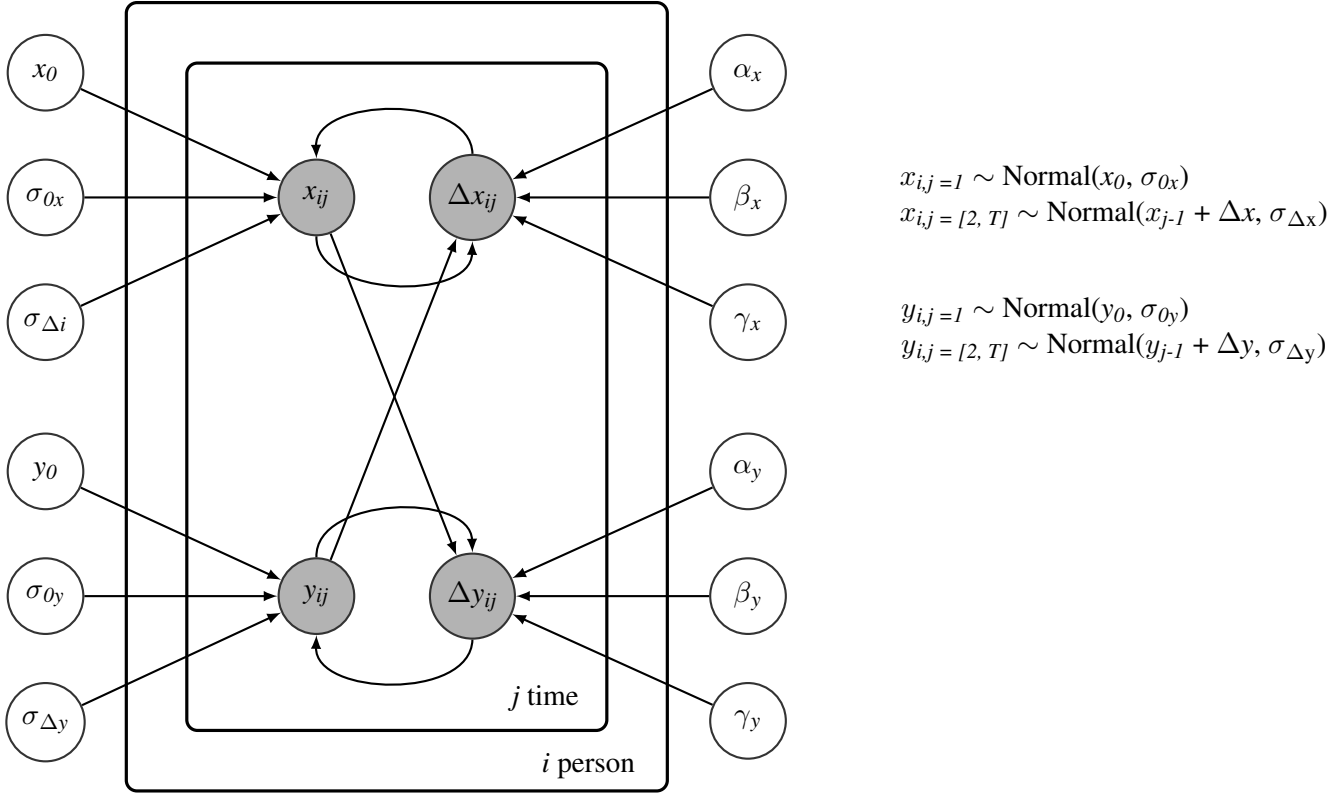 x0
αx
σ0x
xij
Δxij
βx
xi,j =1 ∼ Normal(x0, σ0x)
xi,j = [2, T] ∼ Normal(xj-1 + Δx, σΔx)
σΔi
γx
yi,j=1 ∼ Normal(y0, σ0y)
yi,j = [2, T] ∼ Normal(yj-1 + Δy, σΔy)
y0
αy
σ0y
yij
Δyij
βy
σΔy
γy
j time
i person